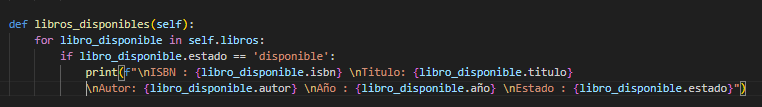 def libros_disponibles(self):
    for libro_disponible in self.libros:
        if libro_disponible.estado == 'disponible':
            print(f"\nISBN : {libro_disponible.isbn} \nTitulo: {libro_disponible.titulo}
            \nAutor: {libro_disponible.autor} \nAño : {libro_disponible.año} \nEstado : {libro_disponible.estado}")